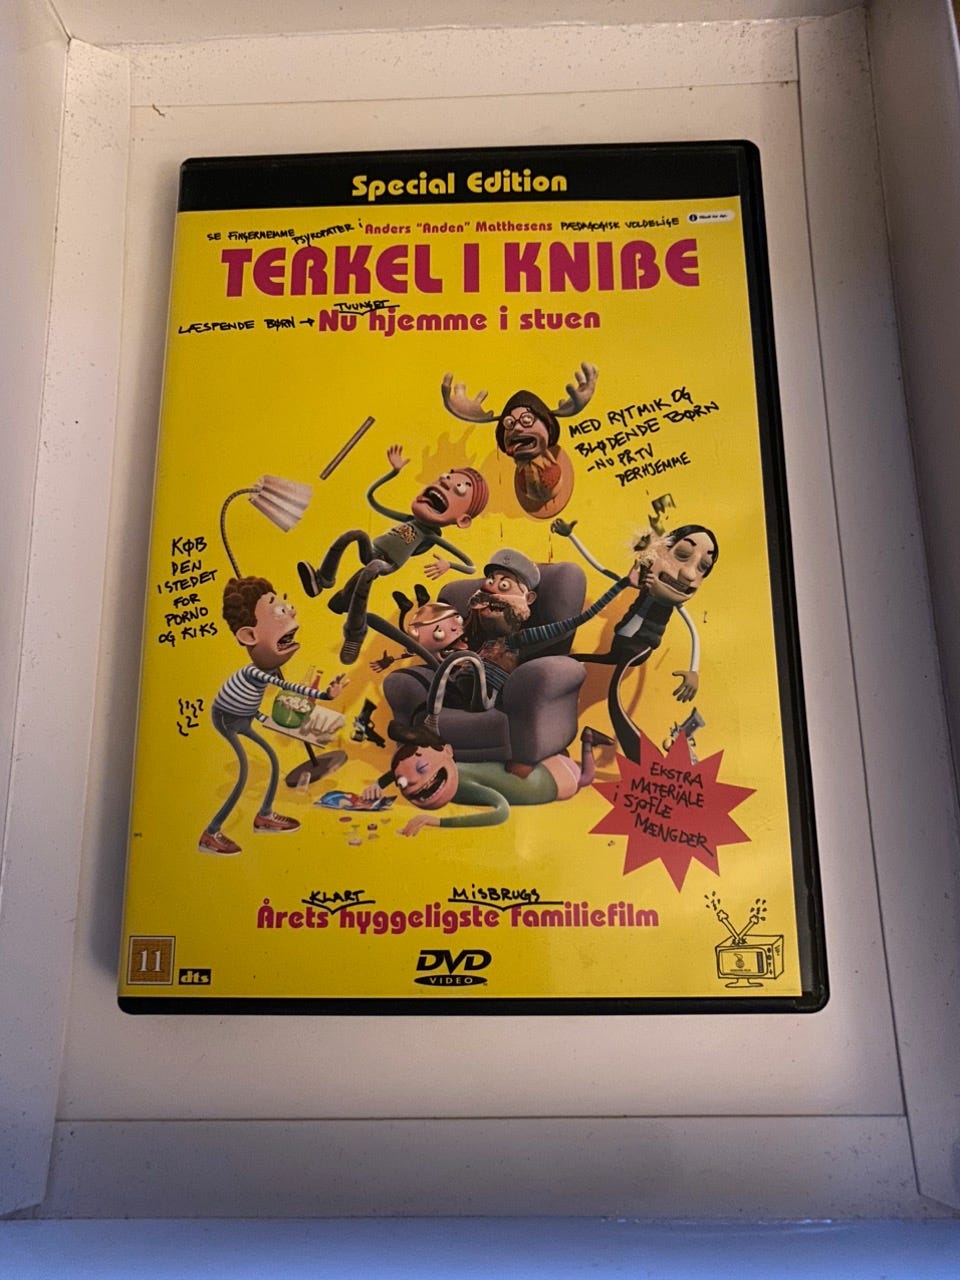 Special Edition
SE FINGERNEMME PSYKOPATER i Anders "Anden" Matthesens PÆDAGOGISK VOLDELIGE
TERKEL I KNIBE
TVUNGET
LÆSPENDE BØRN → Nu hjemme i stuen
MED RYTMIK OG
BLØDENDE BØRN
-NU PÅ TV
DERHJEMME
KØB
DEN
ISTEDET
FOR
PORNO
OG KIKS
EKSTRA
MATERIALE
i SJOFLE
MÆNGDER
KLART MISBRUGS
Årets hyggeligste familiefilm
11
dts
DVD
VIDEO